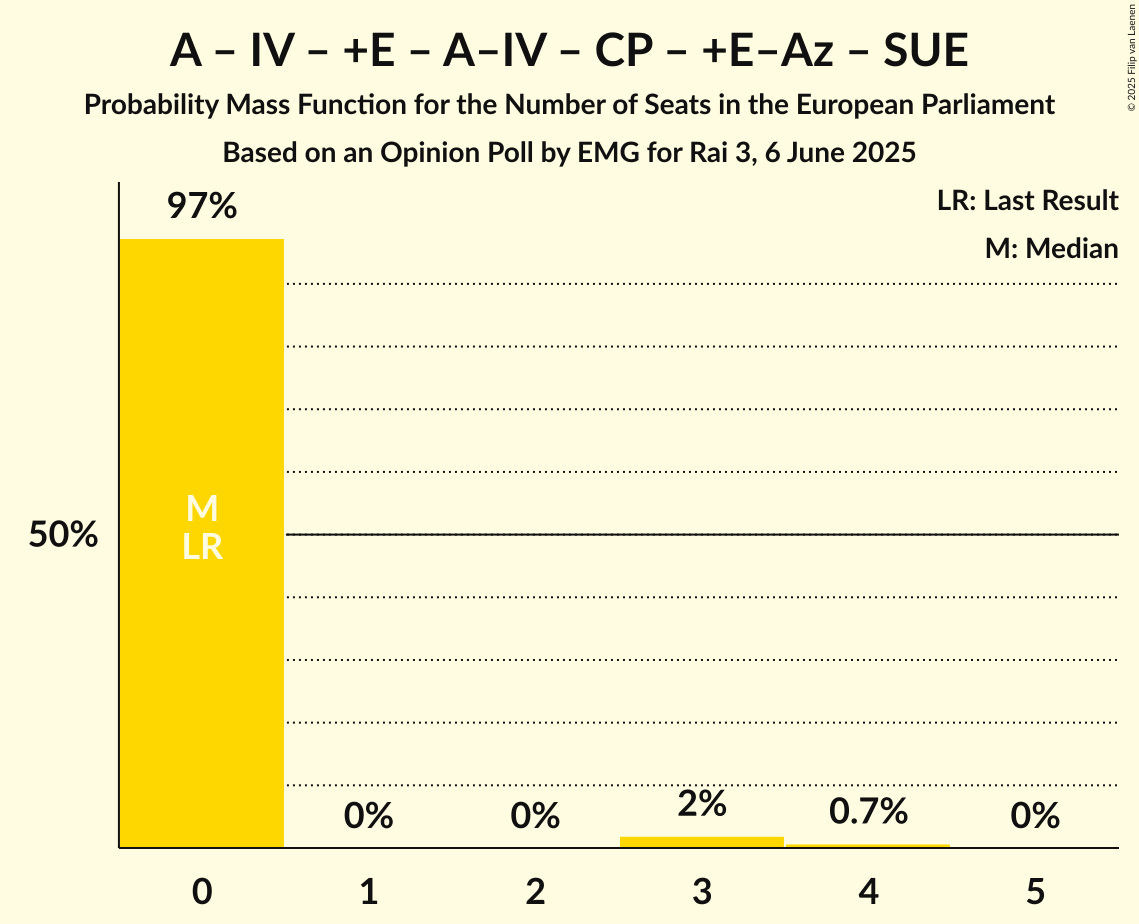 A – IV – +E – A–IV – CP – +E–Az – SUE
Probability Mass Function for the Number of Seats in the European Parliament
Based on an Opinion Poll by EMG for Rai 3, 6 June 2025
© 2025 Filip van Laenen
LR: Last Result
M: Median
97%
M
LR
50%
0%
0%
2%
0.7%
0%
0
1
2
3
4
5